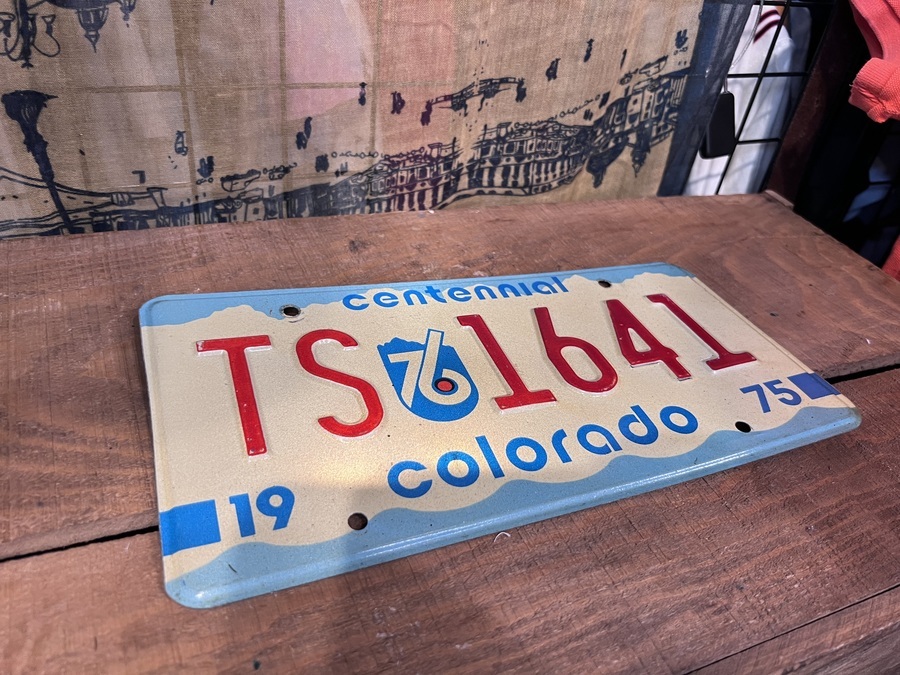 centennial
TS 76 1641
colorado
19 75